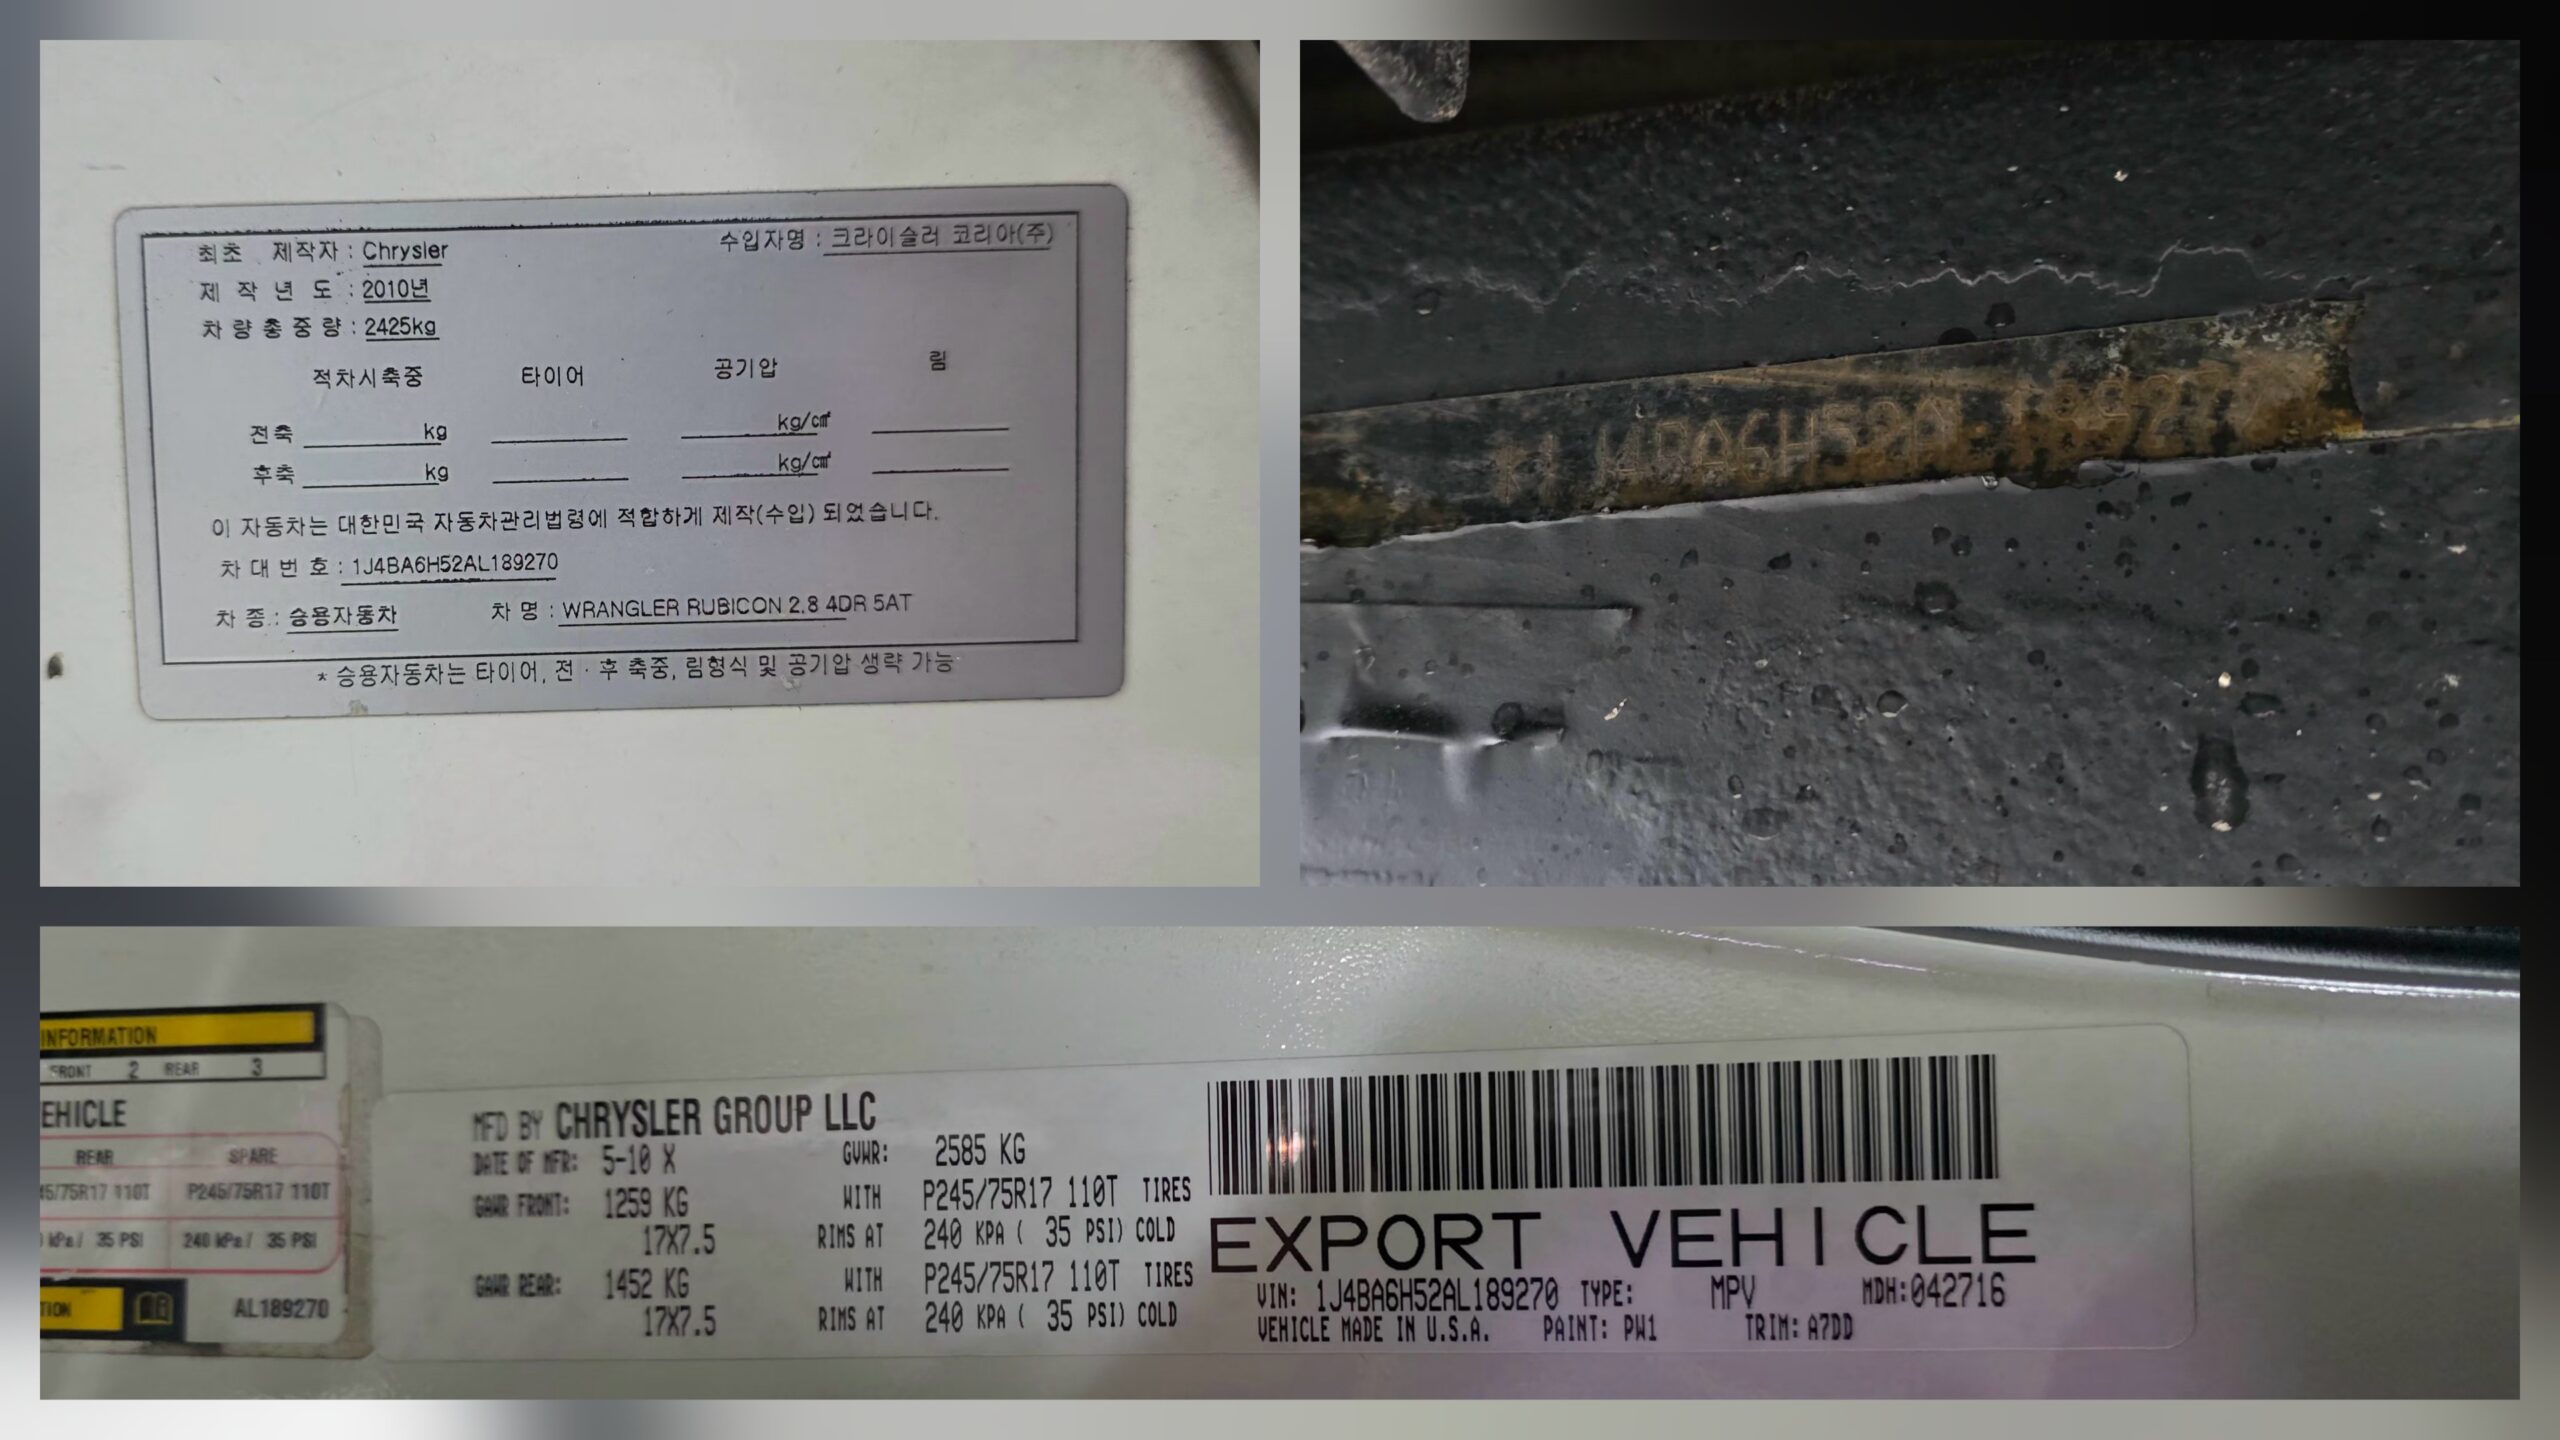 최초 제작자 : Chrysler 수입자명 : 크라이슬러 코리아(주)
제 작 년 도 : 2010년
차 량 총 중 량 : 2425kg
적차시축중 타이어 공기압 림
전축 kg kg/㎠
후축 kg kg/㎠
이 자동차는 대한민국 자동차관리법령에 적합하게 제작(수입) 되었습니다.
차 대 번 호 : 1J4BA6H52AL189270
차 종 : 승용자동차 차 명 : WRANGLER RUBICON 2.8 4DR 5AT
* 승용자동차는 타이어, 전 · 후 축중, 림형식 및 공기압 생략 가능
INFORMATION
FRONT 2 REAR 3
EHICLE
REAR SPARE
45/75R17 110T P245/75R17 110T
kPa / 35 PSI 240 kPa / 35 PSI
TION AL189270
MFD BY CHRYSLER GROUP LLC
DATE OF MFR: 5-10 X GVWR: 2585 KG
GAWR FRONT: 1259 KG WITH P245/75R17 110T TIRES
17X7.5 RIMS AT 240 KPA ( 35 PSI) COLD
GAWR REAR: 1452 KG WITH P245/75R17 110T TIRES
17X7.5 RIMS AT 240 KPA ( 35 PSI) COLD
EXPORT VEHICLE
VIN: 1J4BA6H52AL189270 TYPE: MPV MDH:042716
VEHICLE MADE IN U.S.A. PAINT: PW1 TRIM: A7DD